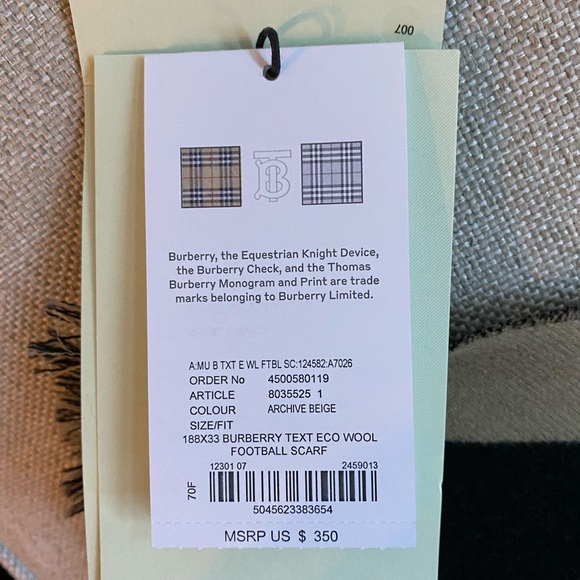 007
Burberry, the Equestrian Knight Device,
the Burberry Check, and the Thomas
Burberry Monogram and Print are trade
marks belonging to Burberry Limited.
A:MU B TXT E WL FTBL SC:124582:A7026
ORDER No 4500580119
ARTICLE 8035525 1
COLOUR ARCHIVE BEIGE
SIZE/FIT
188X33 BURBERRY TEXT ECO WOOL
FOOTBALL SCARF
12301 07 2459013
70F
5045623383654
MSRP US $ 350